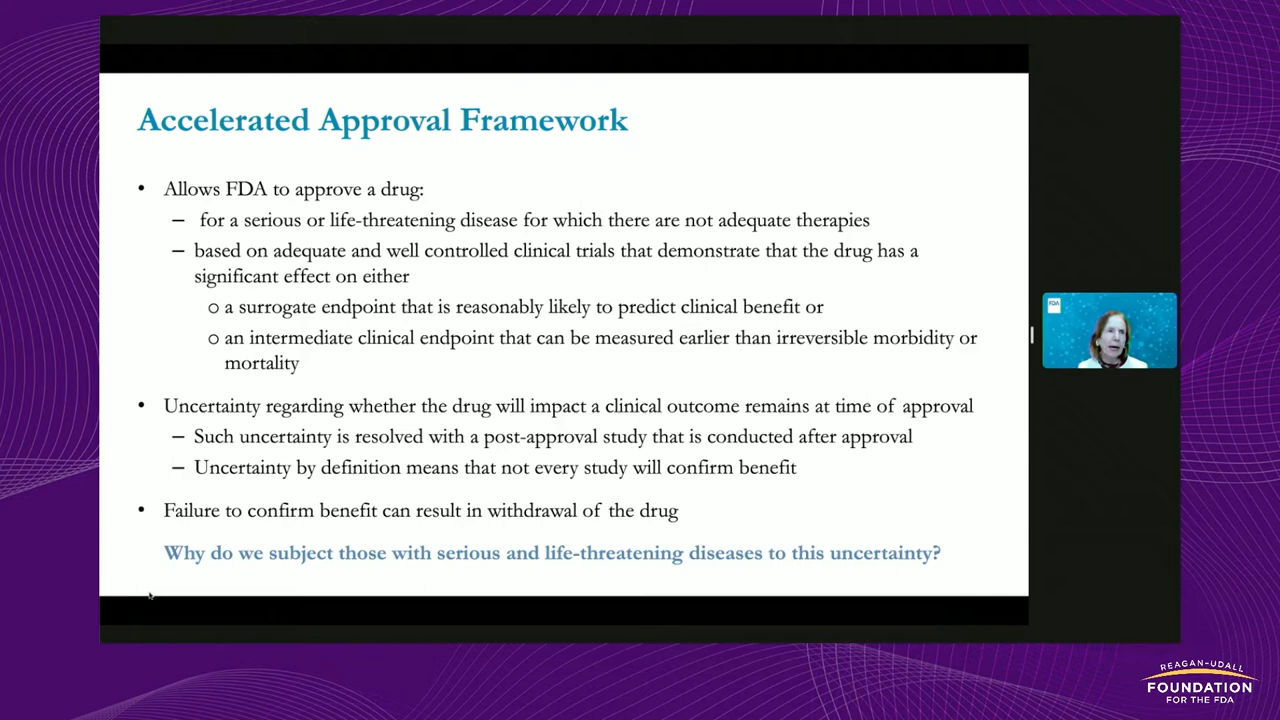 Accelerated Approval Framework
• Allows FDA to approve a drug:
– for a serious or life-threatening disease for which there are not adequate therapies
– based on adequate and well controlled clinical trials that demonstrate that the drug has a
significant effect on either
o a surrogate endpoint that is reasonably likely to predict clinical benefit or
o an intermediate clinical endpoint that can be measured earlier than irreversible morbidity or
mortality
• Uncertainty regarding whether the drug will impact a clinical outcome remains at time of approval
– Such uncertainty is resolved with a post-approval study that is conducted after approval
– Uncertainty by definition means that not every study will confirm benefit
• Failure to confirm benefit can result in withdrawal of the drug
Why do we subject those with serious and life-threatening diseases to this uncertainty?
FDA
REAGAN-UDALL
FOUNDATION
FOR THE FDA